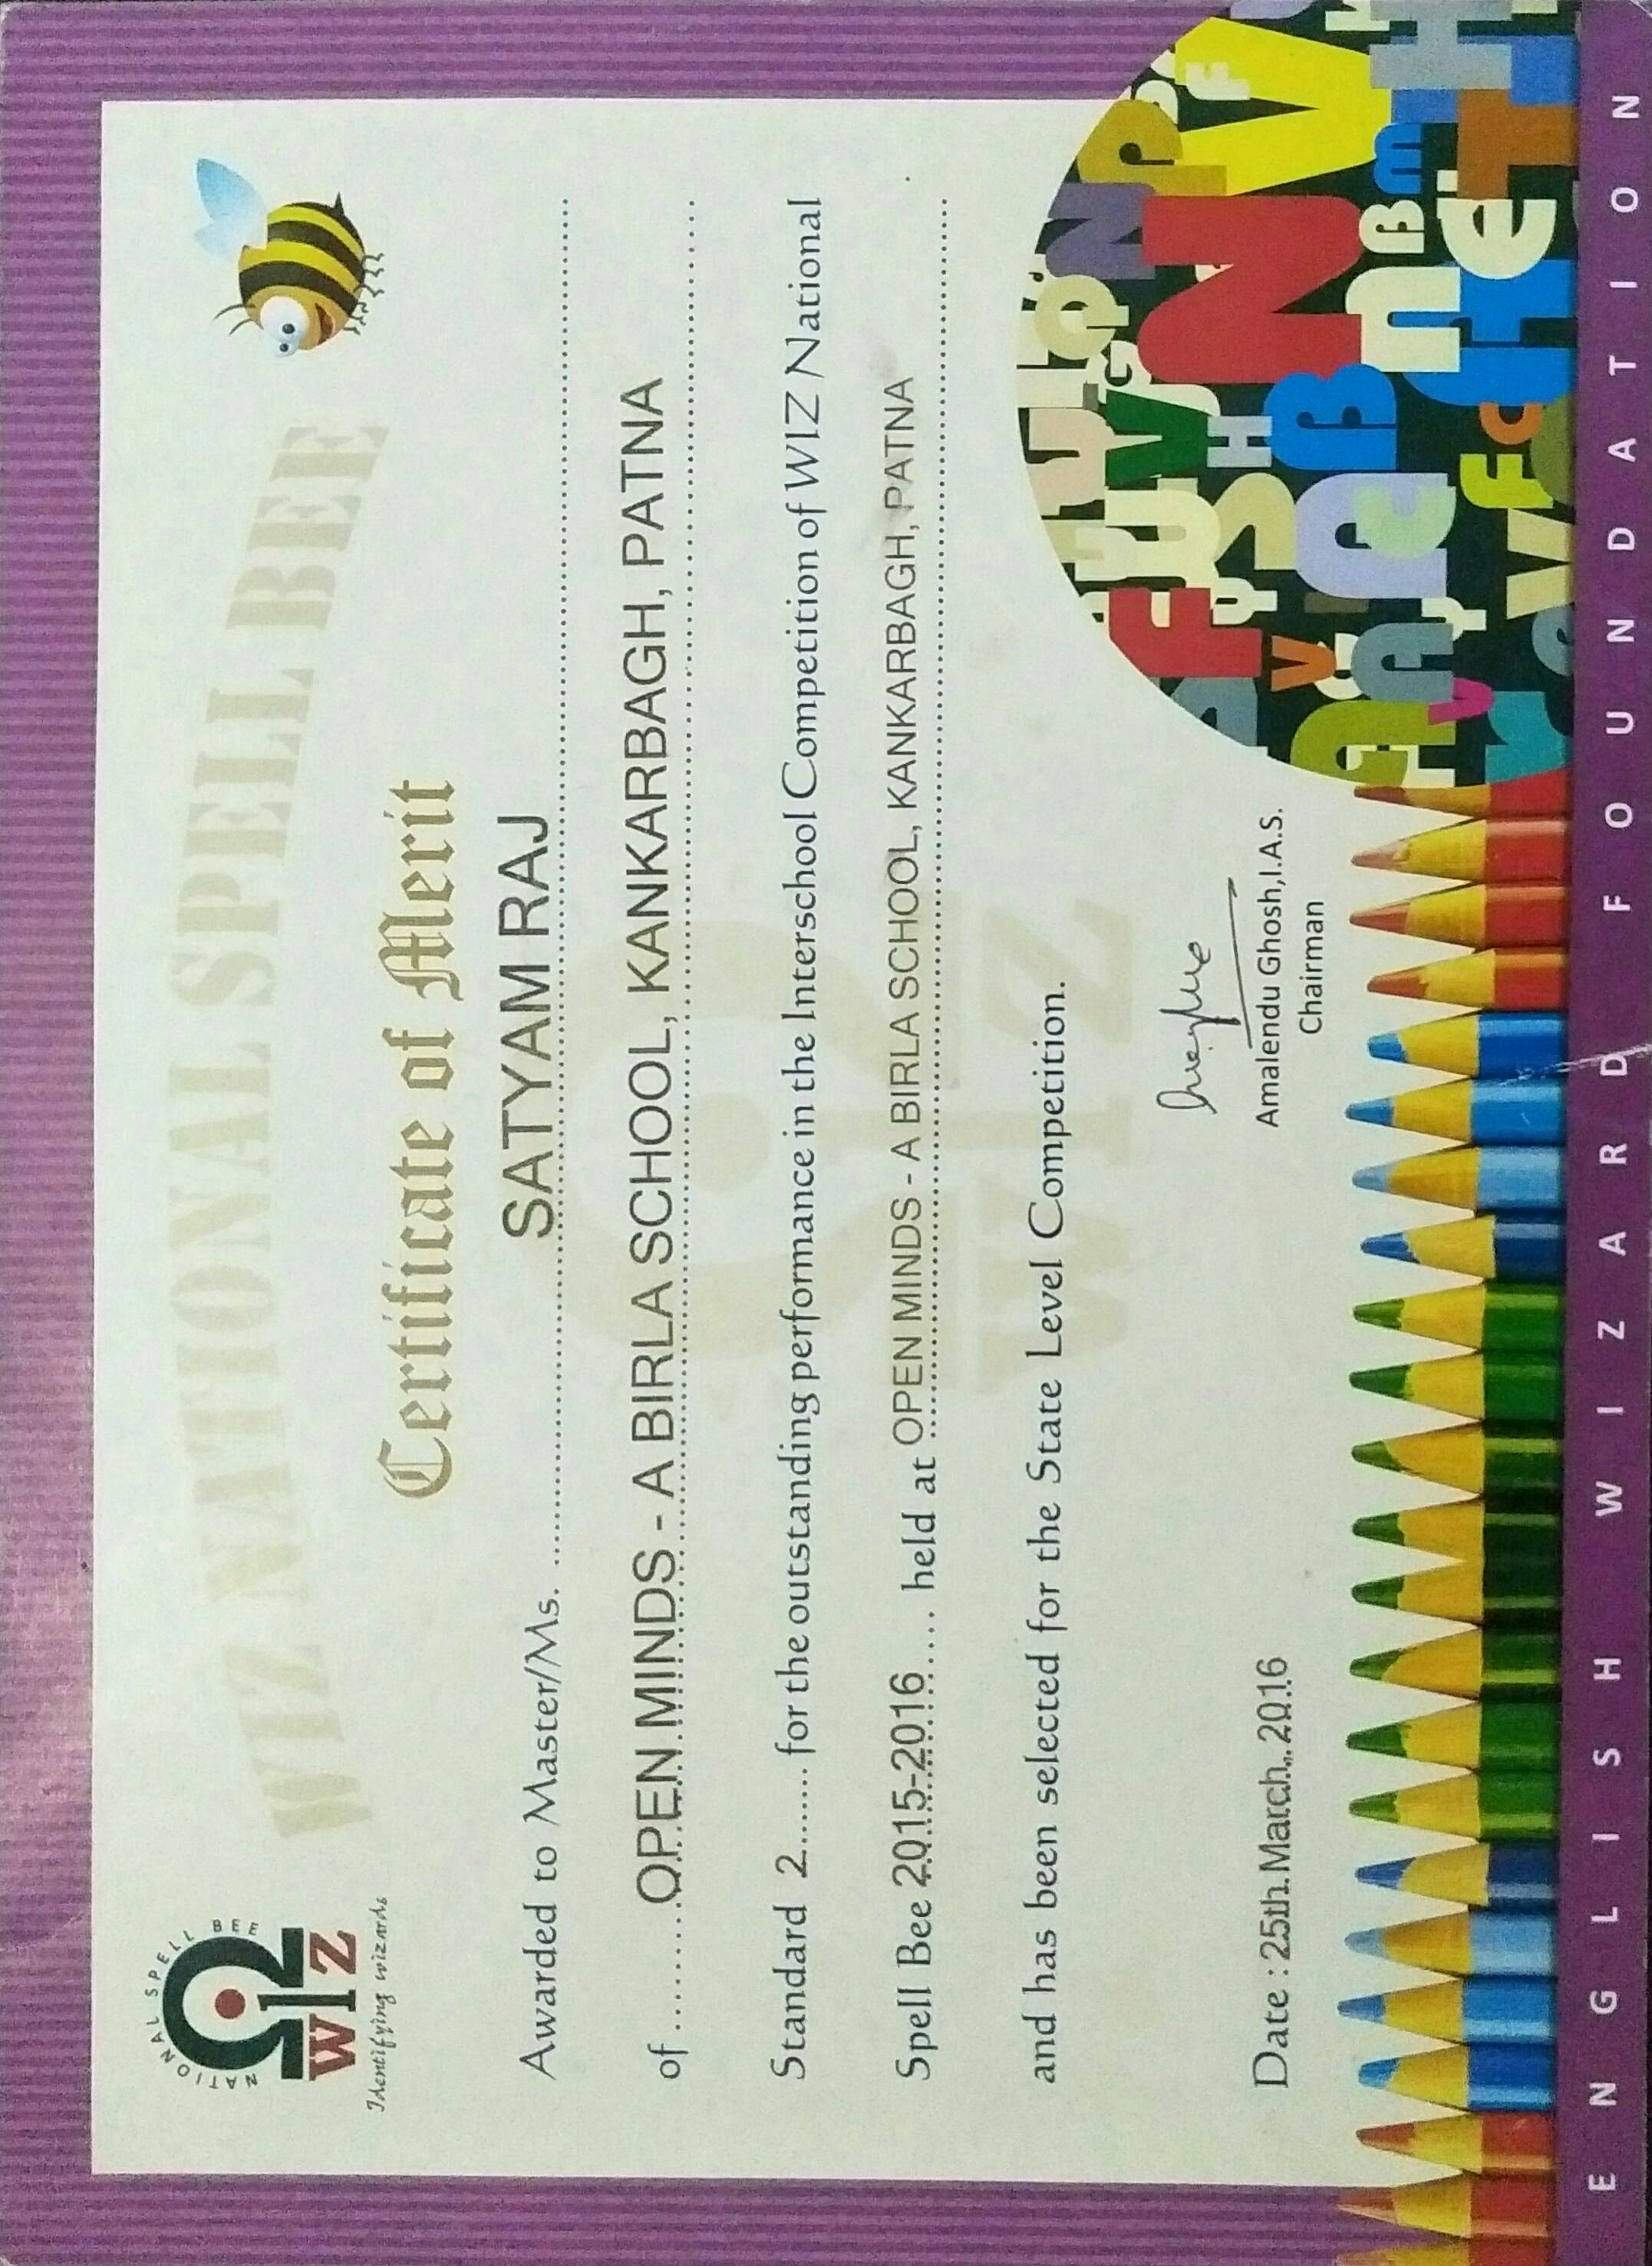 NATIONAL SPELL BEE
WIZ
Identifying wizards
WIZ NATIONAL SPELL BEE
Certificate of Merit
Awarded to Master/Ms. SATYAM RAJ
of OPEN MINDS - A BIRLA SCHOOL, KANKARBAGH, PATNA
Standard 2 for the outstanding performance in the Interschool Competition of WIZ National
Spell Bee 2015-2016 held at OPEN MINDS - A BIRLA SCHOOL, KANKARBAGH, PATNA
and has been selected for the State Level Competition.
Date : 25th March, 2016
Amalendu Ghosh,I.A.S.
Chairman
ENGLISH WIZARD FOUNDATION